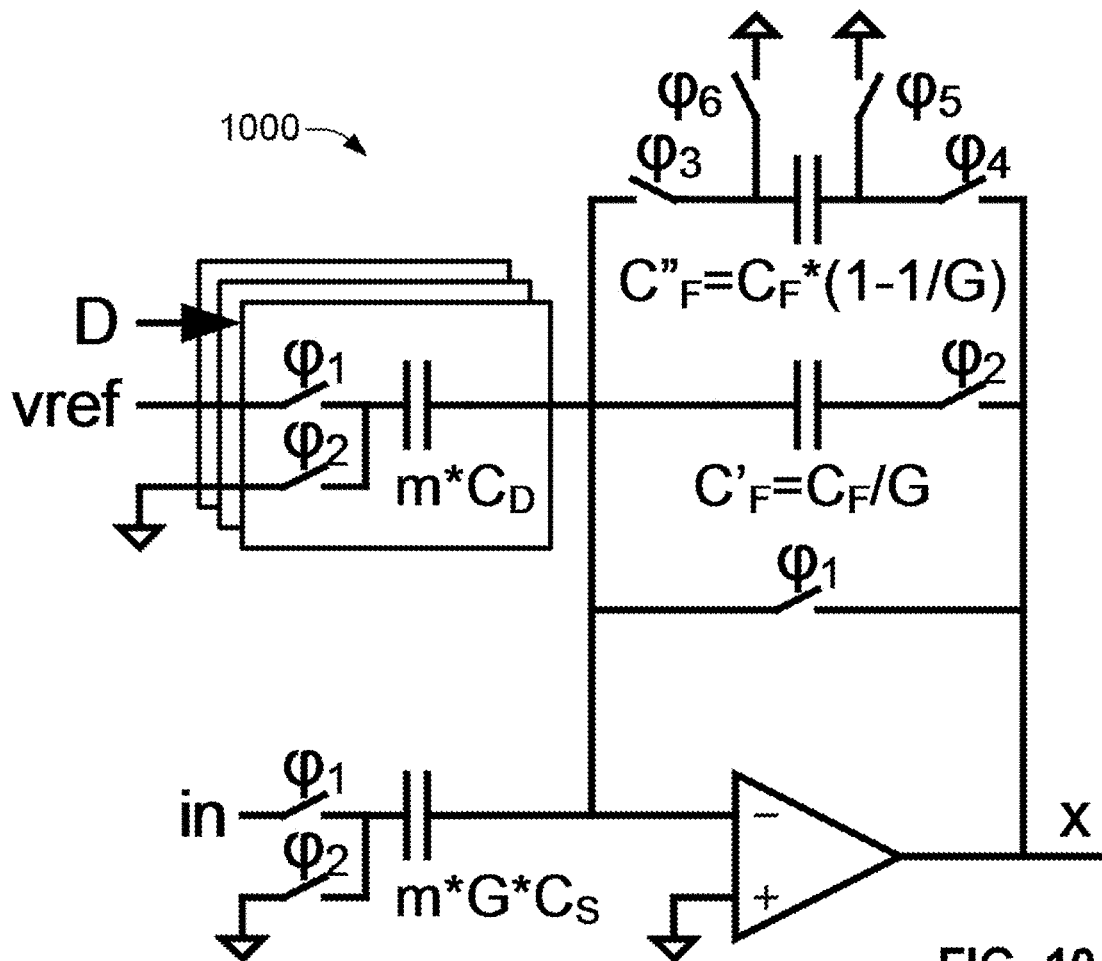 φ6
φ5
1000
φ3
φ4
C"F=CF*(1-1/G)
D
φ1
φ2
vref
φ2
m*CD
C'F=CF/G
φ1
φ1
in
φ2
m*G*CS
−
+
x